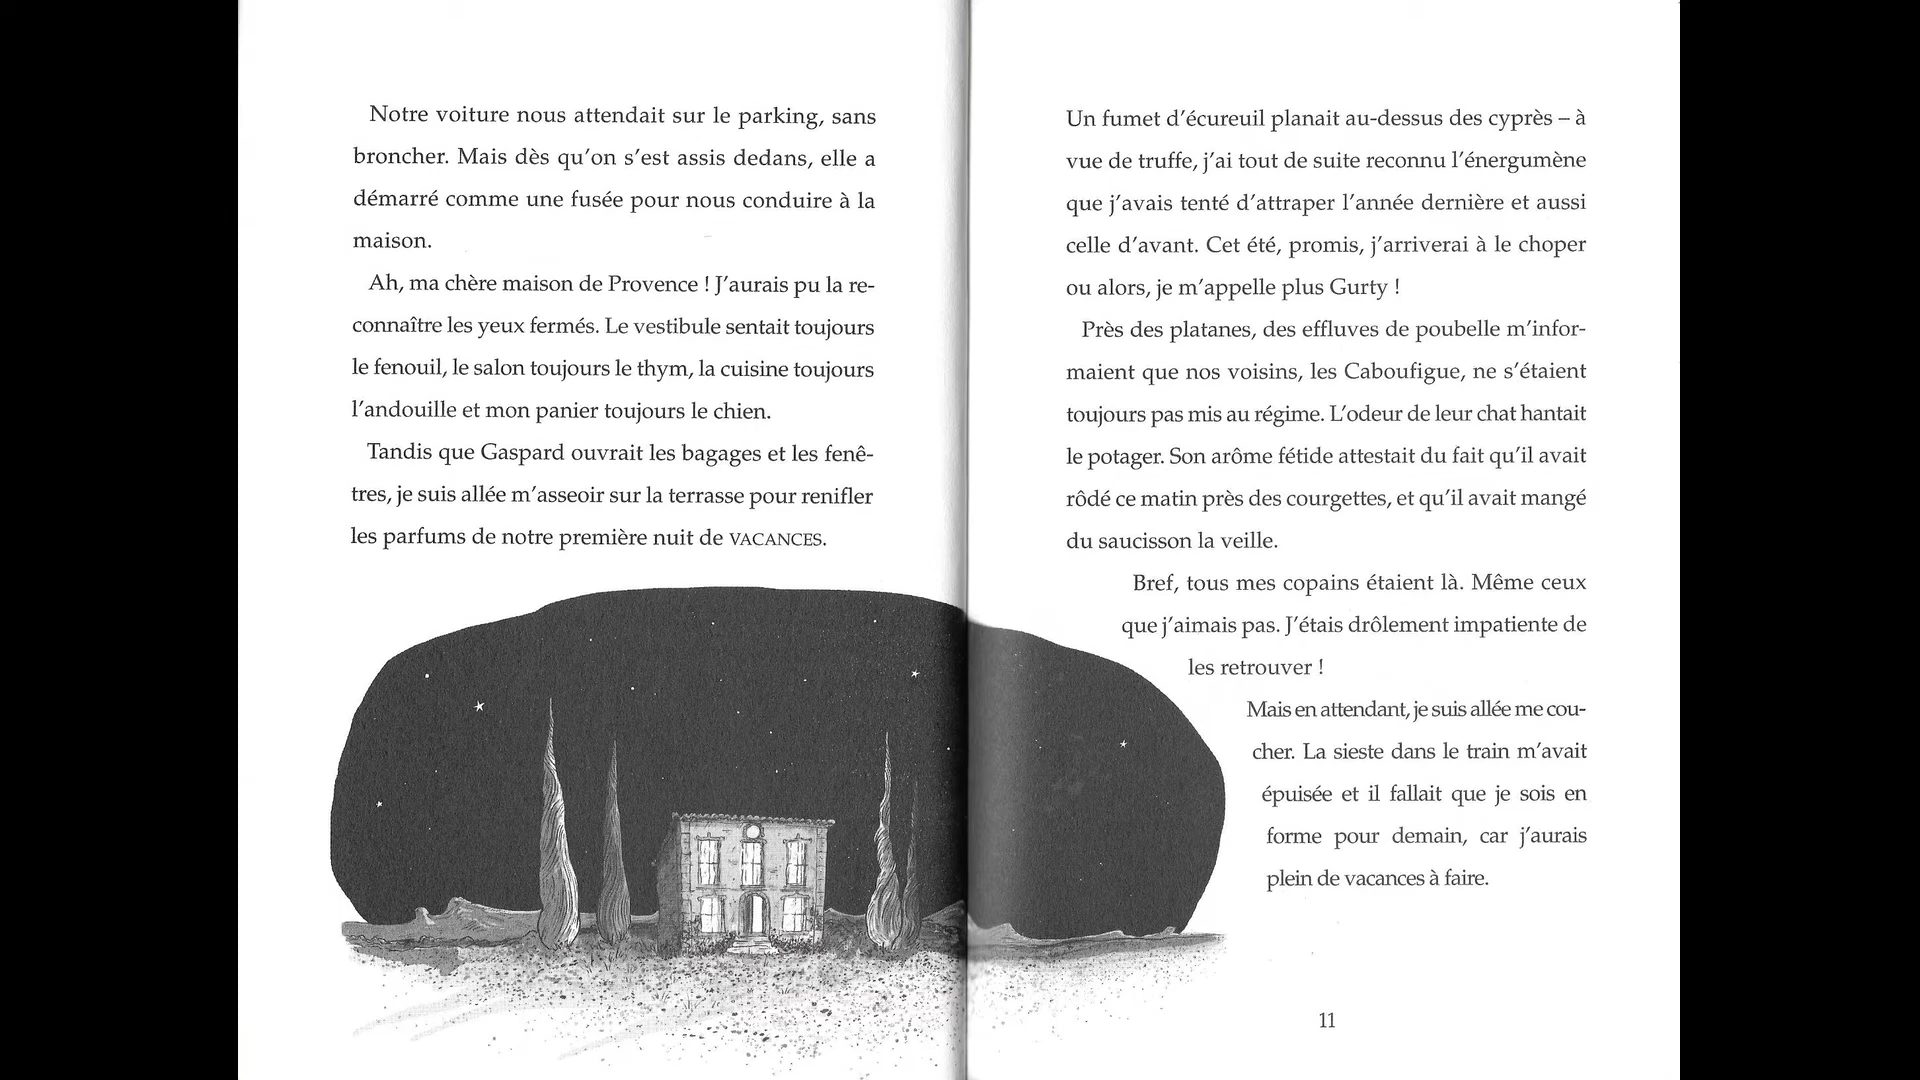 Notre voiture nous attendait sur le parking, sans
broncher. Mais dès qu’on s’est assis dedans, elle a
démarré comme une fusée pour nous conduire à la
maison.
Ah, ma chère maison de Provence ! J’aurais pu la re-
connaître les yeux fermés. Le vestibule sentait toujours
le fenouil, le salon toujours le thym, la cuisine toujours
l’andouille et mon panier toujours le chien.
Tandis que Gaspard ouvrait les bagages et les fenê-
tres, je suis allée m’asseoir sur la terrasse pour renifler
les parfums de notre première nuit de VACANCES.
Un fumet d’écureuil planait au-dessus des cyprès – à
vue de truffe, j’ai tout de suite reconnu l’énergumène
que j’avais tenté d’attraper l’année dernière et aussi
celle d’avant. Cet été, promis, j’arriverai à le choper
ou alors, je m’appelle plus Gurty !
Près des platanes, des effluves de poubelle m’infor-
maient que nos voisins, les Caboufigue, ne s’étaient
toujours pas mis au régime. L’odeur de leur chat hantait
le potager. Son arôme fétide attestait du fait qu’il avait
rôdé ce matin près des courgettes, et qu’il avait mangé
du saucisson la veille.
Bref, tous mes copains étaient là. Même ceux
que j’aimais pas. J’étais drôlement impatiente de
les retrouver !
Mais en attendant, je suis allée me cou-
cher. La sieste dans le train m’avait
épuisée et il fallait que je sois en
forme pour demain, car j’aurais
plein de vacances à faire.
11